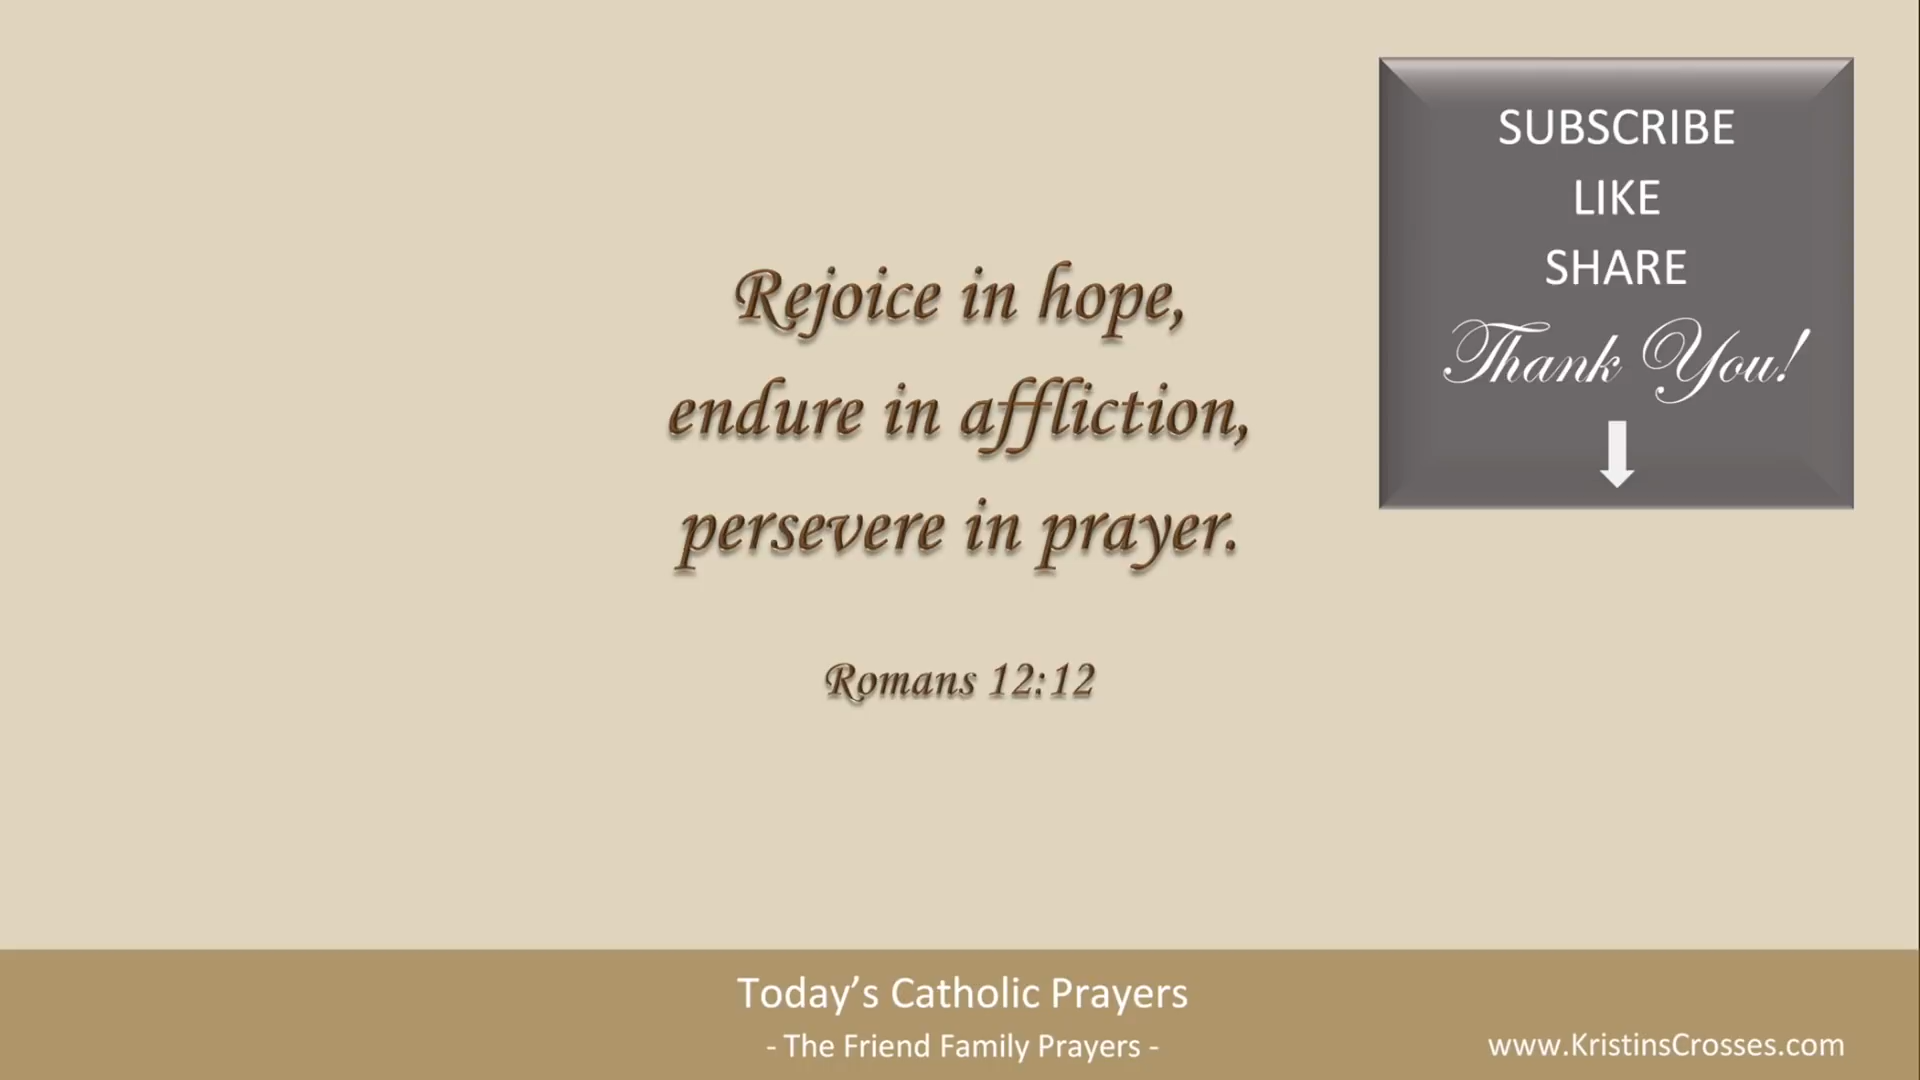 Rejoice in hope,
endure in affliction,
persevere in prayer.
Romans 12:12
SUBSCRIBE
LIKE
SHARE
Thank You!
Today’s Catholic Prayers
- The Friend Family Prayers -
www.KristinsCrosses.com